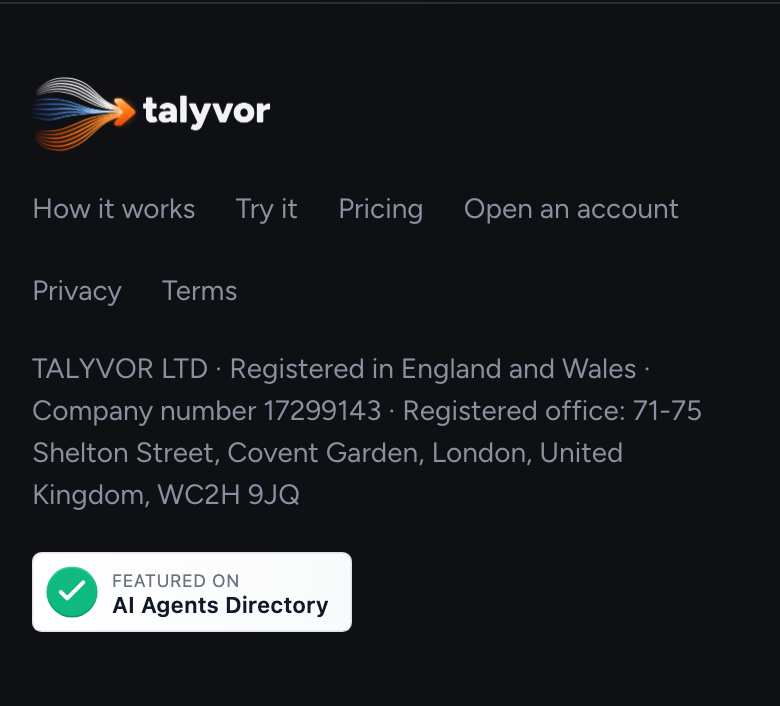 talyvor
How it works Try it Pricing Open an account
Privacy Terms
TALYVOR LTD · Registered in England and Wales ·
Company number 17299143 · Registered office: 71-75
Shelton Street, Covent Garden, London, United
Kingdom, WC2H 9JQ
FEATURED ON
AI Agents Directory